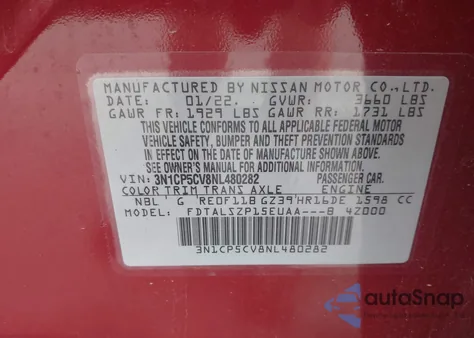 MANUFACTURED BY NISSAN MOTOR CO.,LTD.
DATE: 01/22. GVWR: 3660 LBS
GAWR FR: 1929 LBS GAWR RR: 1731 LBS
THIS VEHICLE CONFORMS TO ALL APPLICABLE FEDERAL MOTOR
VEHICLE SAFETY, BUMPER AND THEFT PREVENTION STANDARDS
IN EFFECT ON THE DATE OF MANUFACTURE SHOWN ABOVE.
SEE OWNER'S MANUAL FOR ADDITIONAL INFORMATION.
VIN: 3N1CP5CV8NL480282 PASSENGER CAR
COLOR TRIM TRANS AXLE ENGINE
NBL G RE0F11B GZ39 HR16DE 1598 CC
MODEL: FDTALSZP15EUAA---B 4Z000
3N1CP5CV8NL480282
autoSnap